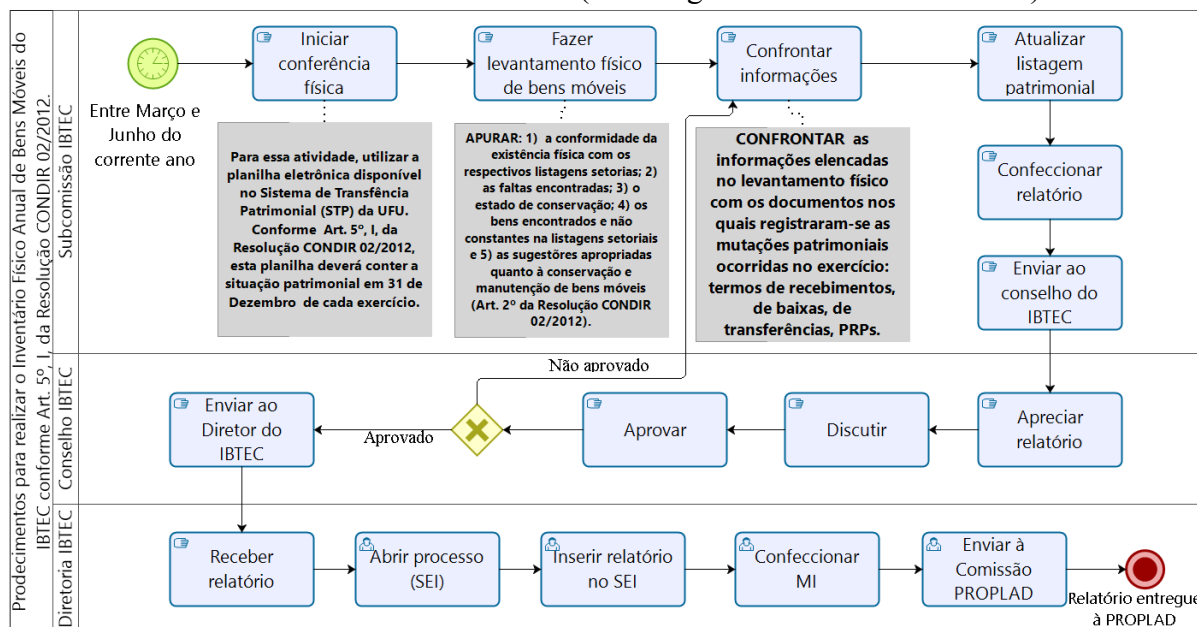 Prodecimentos para realizar o Inventário Físico Anual de Bens Móveis do
IBTEC conforme Art. 5º, I, da Resolução CONDIR 02/2012.
Subcomissão IBTEC
Entre Março e
Junho do
corrente ano
Iniciar
conferência
física
Fazer
levantamento físico
de bens móveis
Confrontar
informações
Atualizar
listagem
patrimonial
Para essa atividade, utilizar a
planilha eletrônica disponível
no Sistema de Transfência
Patrimonial (STP) da UFU.
Conforme Art. 5º, I, da
Resolução CONDIR 02/2012,
esta planilha deverá conter a
situação patrimonial em 31 de
Dezembro de cada exercício.
APURAR: 1) a conformidade da
existência física com os
respectivos listagens setorias; 2)
as faltas encontradas; 3) o
estado de conservação; 4) os
bens encontrados e não
constantes na listagens setoriais
e 5) as sugestôres apropriadas
quanto à conservação e
manutenção de bens móveis
(Art. 2º da Resolução CONDIR
02/2012).
CONFRONTAR as
informações elencadas
no levantamento físico
com os documentos nos
quais registraram-se as
mutações patrimoniais
ocorridas no exercício:
termos de recebimentos,
de baixas, de
transferências, PRPs.
Confeccionar
relatório
Enviar ao
conselho do
IBTEC
Conselho IBTEC
Não aprovado
Apreciar
relatório
Discutir
Aprovar
Aprovado
Enviar ao
Diretor do
IBTEC
Diretoria IBTEC
Receber
relatório
Abrir processo
(SEI)
Inserir relatório
no SEI
Confeccionar
MI
Enviar à
Comissão
PROPLAD
Relatório entregue
à PROPLAD